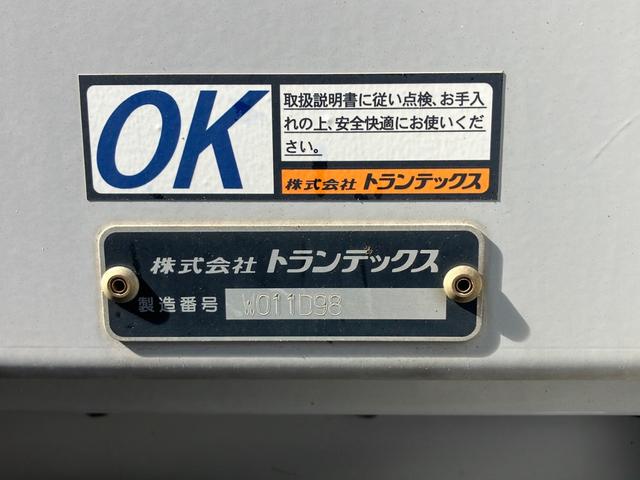 OK
取扱説明書に従い点検、お手入
れの上、安全快適にお使いくだ
さい。
株式会社 トランテックス
株式会社 トランテックス
製造番号 W011D98